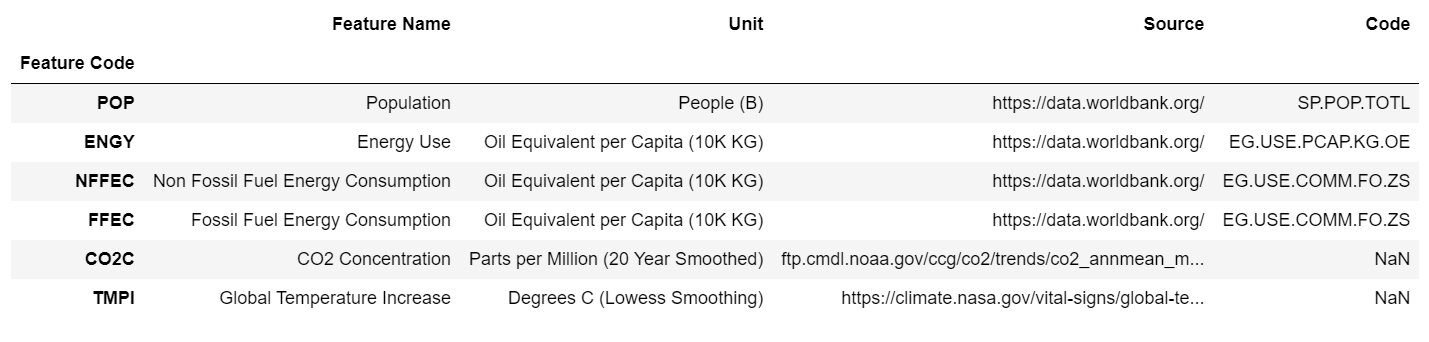 Feature Name Unit Source Code
Feature Code
POP Population People (B) https://data.worldbank.org/ SP.POP.TOTL
ENGY Energy Use Oil Equivalent per Capita (10K KG) https://data.worldbank.org/ EG.USE.PCAP.KG.OE
NFFEC Non Fossil Fuel Energy Consumption Oil Equivalent per Capita (10K KG) https://data.worldbank.org/ EG.USE.COMM.FO.ZS
FFEC Fossil Fuel Energy Consumption Oil Equivalent per Capita (10K KG) https://data.worldbank.org/ EG.USE.COMM.FO.ZS
CO2C CO2 Concentration Parts per Million (20 Year Smoothed) ftp.cmdl.noaa.gov/ccg/co2/trends/co2_annmean_m... NaN
TMPI Global Temperature Increase Degrees C (Lowess Smoothing) https://climate.nasa.gov/vital-signs/global-te... NaN